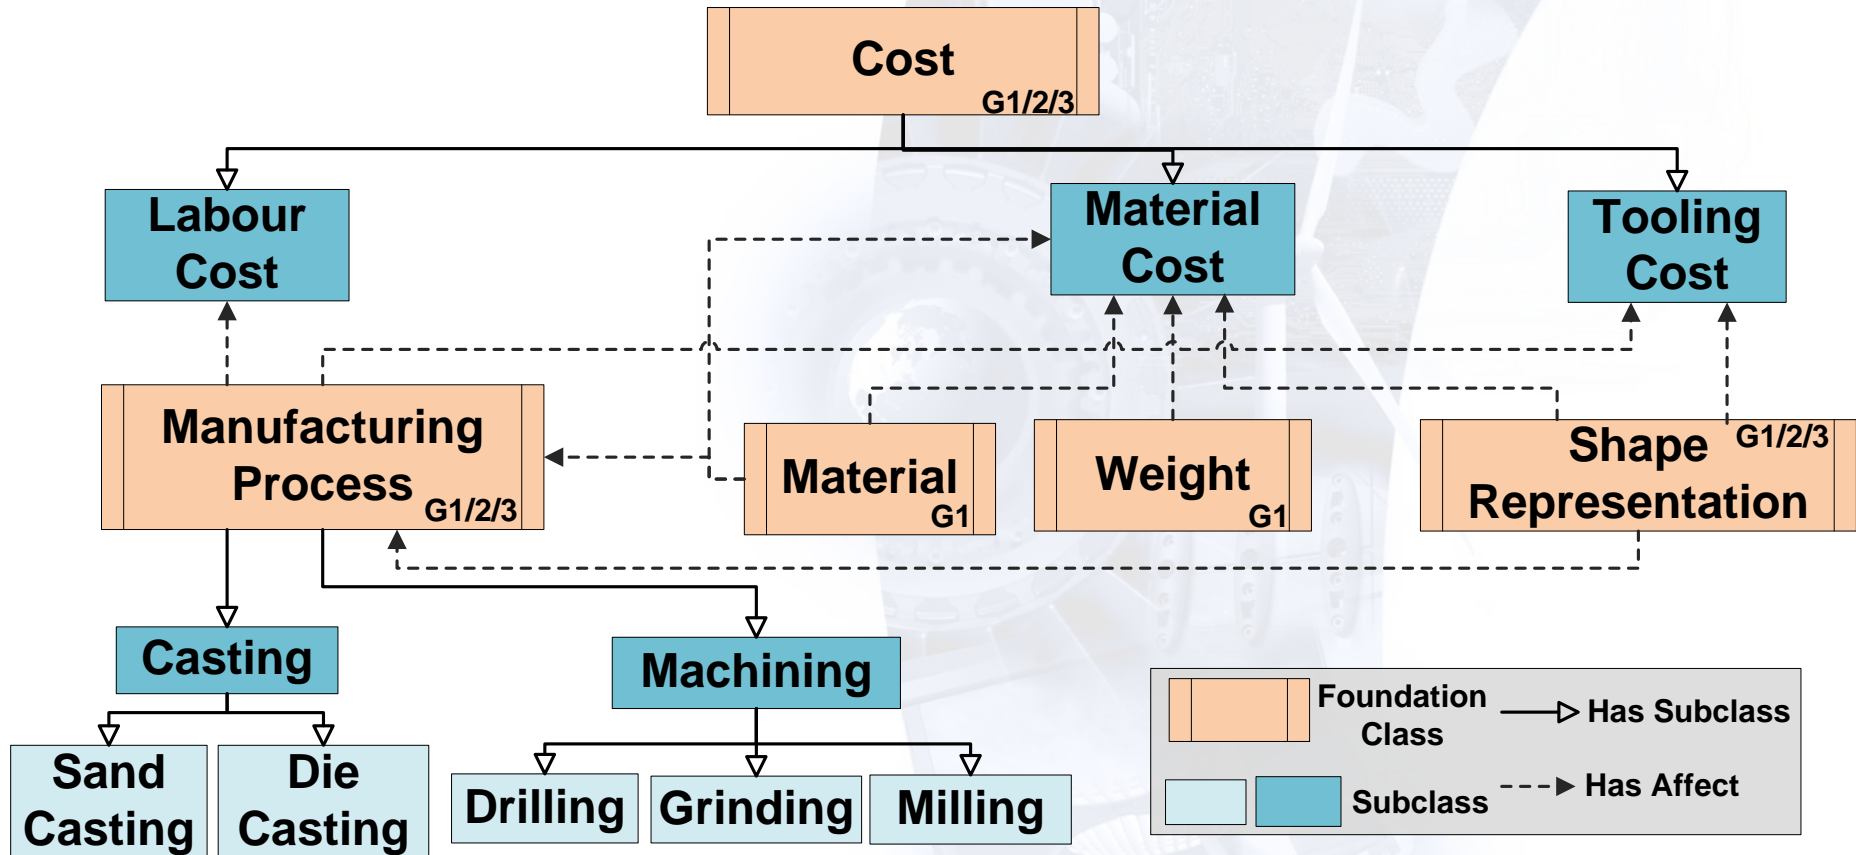 Cost
G1/2/3
Labour
Cost
Material
Cost
Tooling
Cost
Manufacturing
Process
G1/2/3
Material
G1
Weight
G1
Shape
G1/2/3
Representation
Casting
Machining
Sand
Casting
Die
Casting
Drilling
Grinding
Milling
Foundation
Class
Has Subclass
Subclass
Has Affect